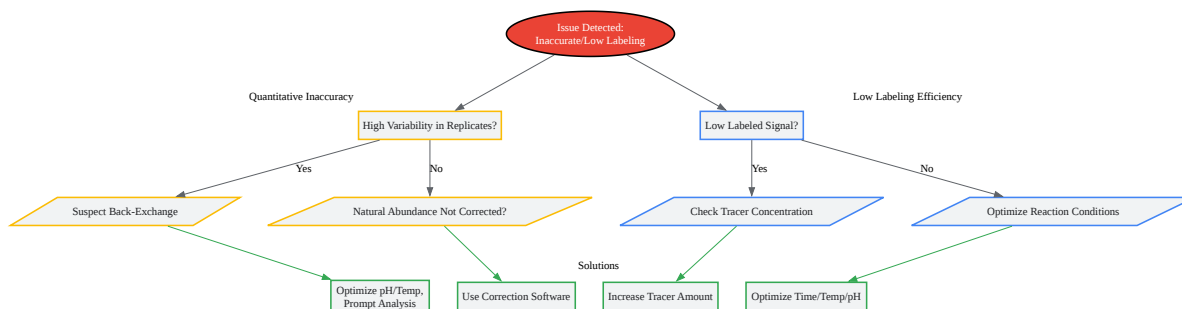 Issue Detected:
Inaccurate/Low Labeling
Quantitative Inaccuracy
Low Labeling Efficiency
High Variability in Replicates?
Low Labeled Signal?
Yes
No
Yes
No
Suspect Back-Exchange
Natural Abundance Not Corrected?
Check Tracer Concentration
Optimize Reaction Conditions
Solutions
Optimize pH/Temp,
Prompt Analysis
Use Correction Software
Increase Tracer Amount
Optimize Time/Temp/pH